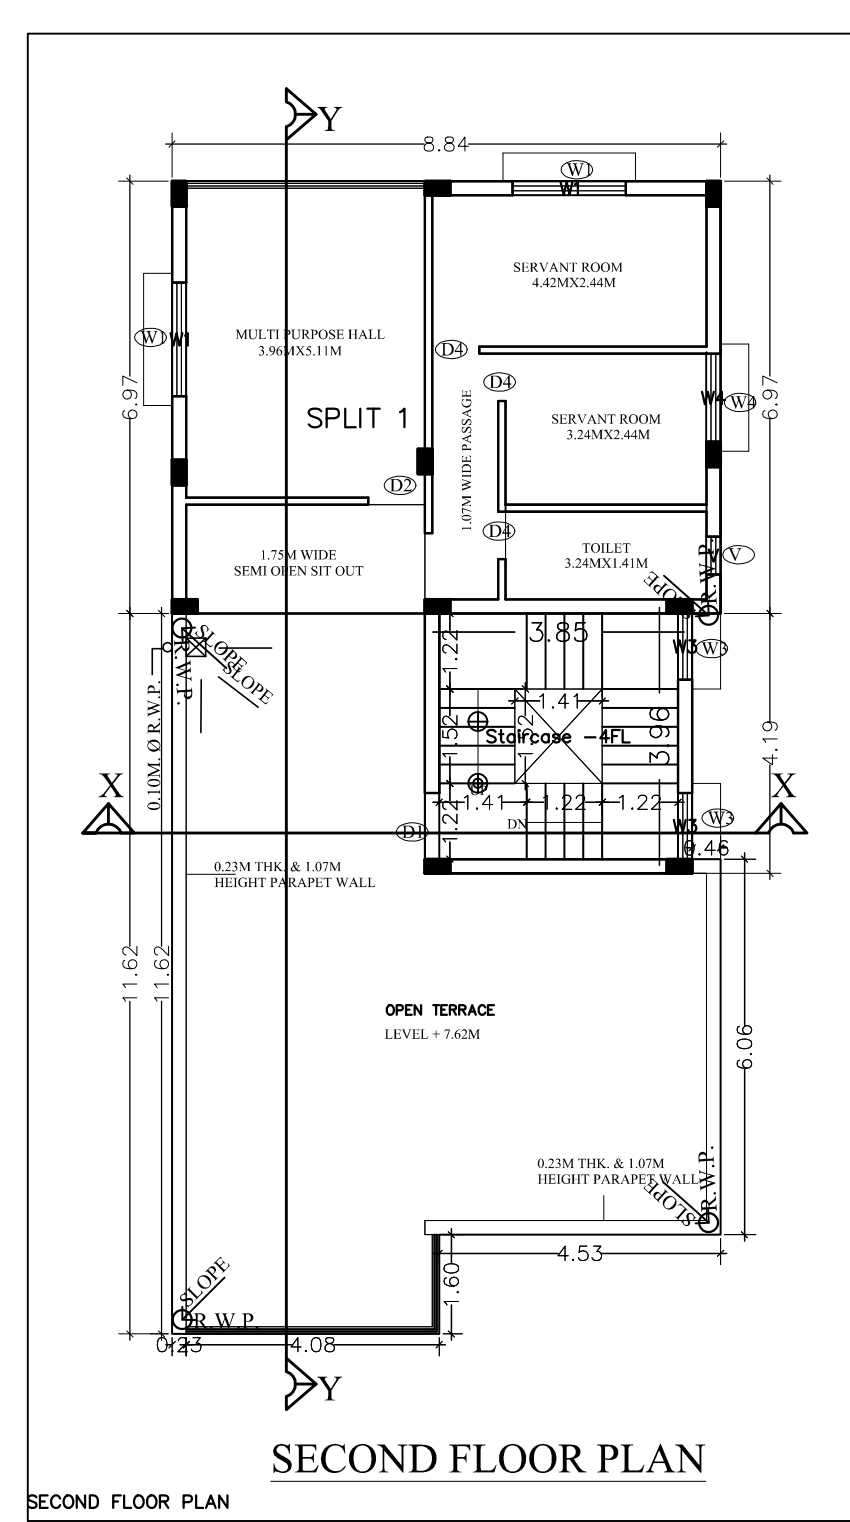 Y
8.84
W1
W1
SERVANT ROOM
4.42MX2.44M
MULTI PURPOSE HALL
3.96MX5.11M
W1
W1
D4
D4
W4
W4
6.97
6.97
SPLIT 1
1.07M WIDE PASSAGE
SERVANT ROOM
3.24MX2.44M
D2
D4
1.75M WIDE
SEMI OPEN SIT OUT
TOILET
3.24MX1.41M
V
V
R.W.P.
SLOPE
SLOPE
SLOPE
R.W.P.
0.10M. Ø R.W.P.
1.22
3.85
W3
W3
1.41
1.52
1.52
Staircase -4FL
3.96
4.19
UP
X
X
1.41
1.22
1.22
1.22
DN
D1
W3
W3
0.46
0.23M THK. & 1.07M
HEIGHT PARAPET WALL
11.62
11.62
OPEN TERRACE
LEVEL + 7.62M
6.06
0.23M THK. & 1.07M
HEIGHT PARAPET WALL
SLOPE
R.W.P.
4.53
1.60
SLOPE
R.W.P.
0.23
4.08
Y
SECOND FLOOR PLAN
SECOND FLOOR PLAN